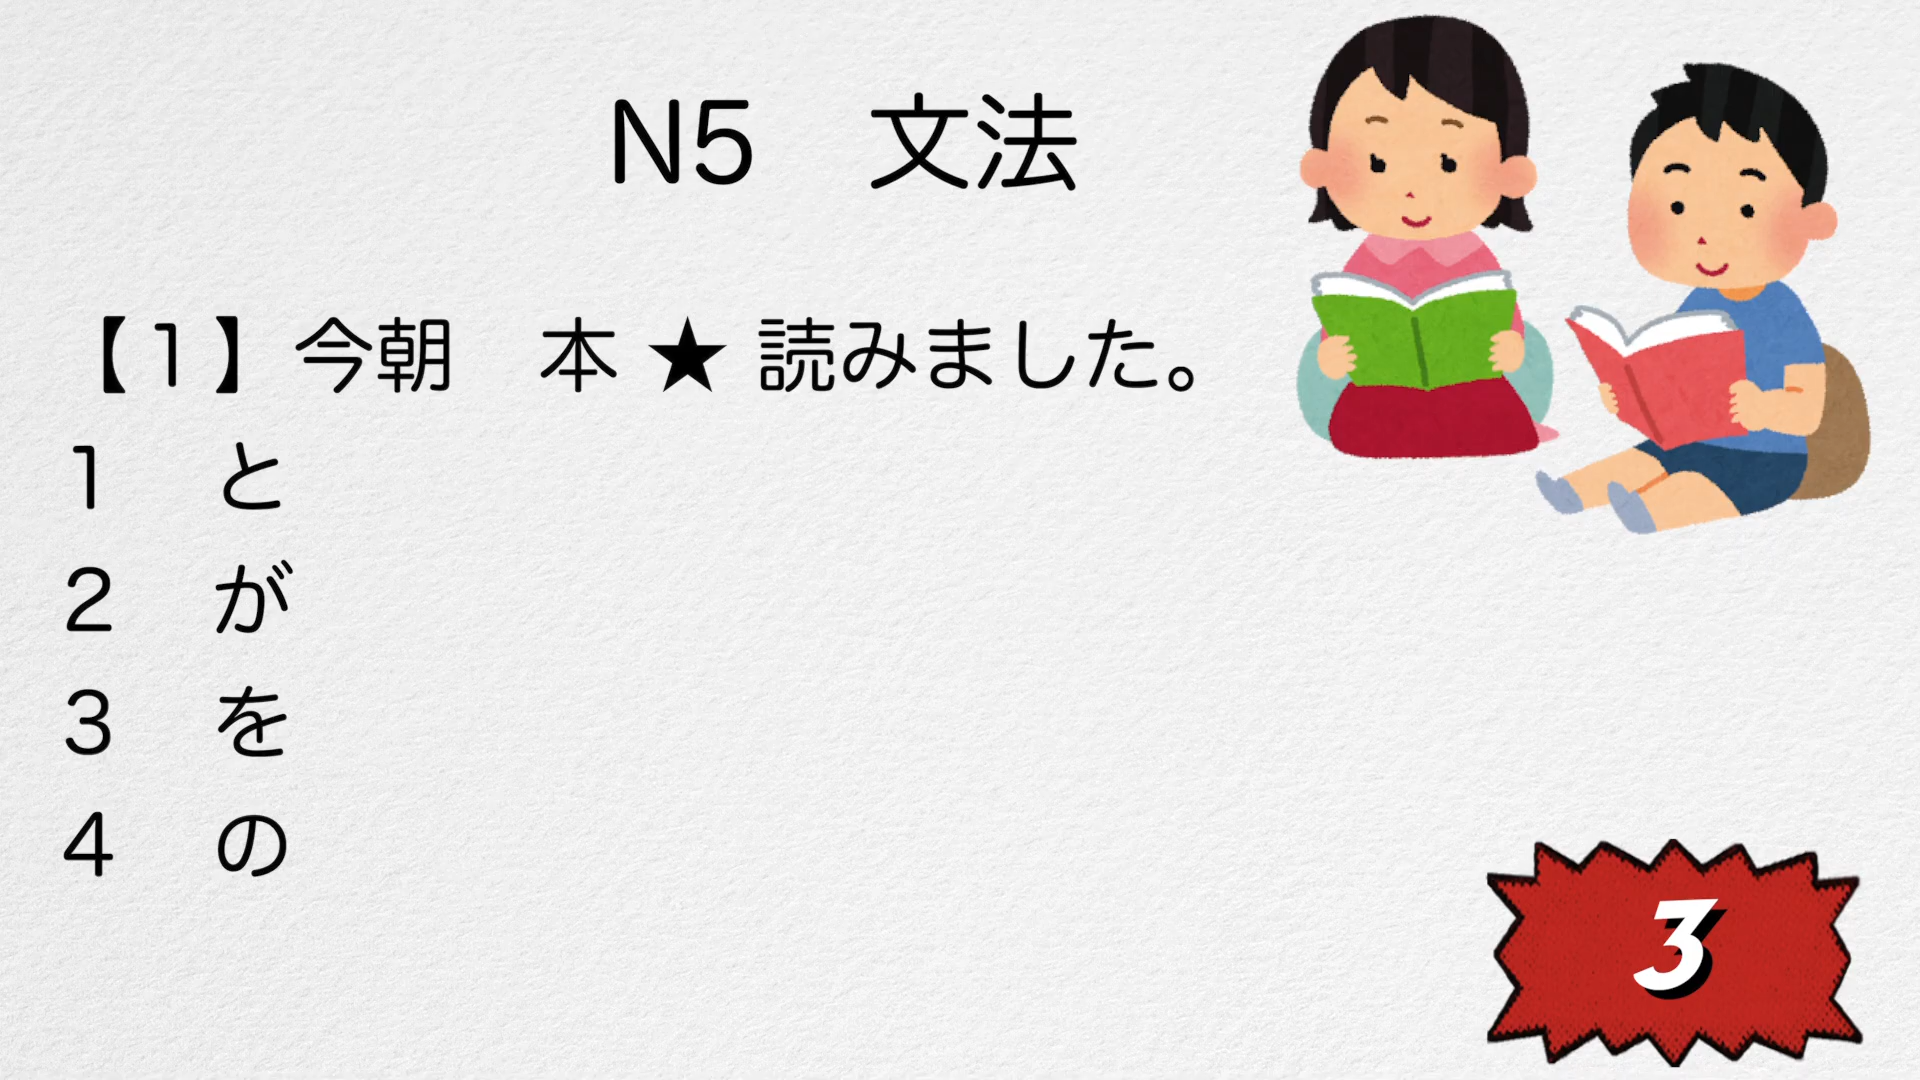 N5　文法
【1】今朝　本 ★ 読みました。
1　と
2　が
3　を
4　の
3